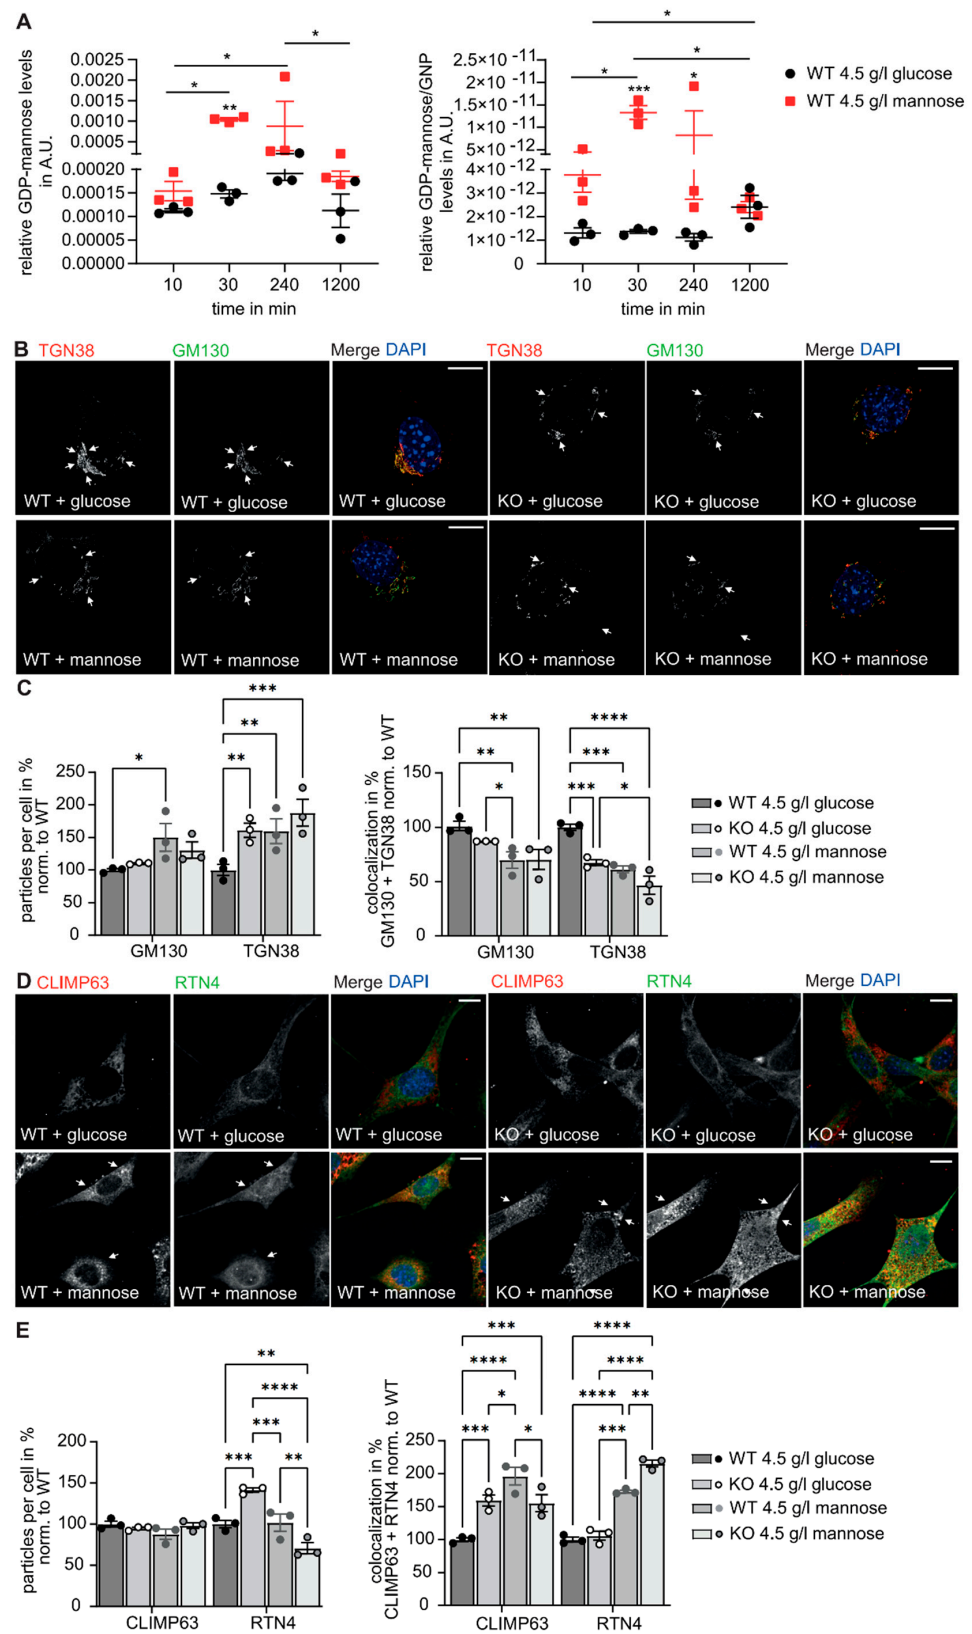 A
relative GDP-mannose levels
in A.U.
0.0025
0.0020
0.0015
0.0010
0.0005
0.00020
0.00015
0.00010
0.00005
0.00000
*
*
*
**
10 30 240 1200
time in min
relative GDP-mannose/GNP
levels in A.U.
2.5×10 -11
2×10 -11
1.5×10 -11
1×10 -11
5×10 -12
4×10 -12
3×10 -12
2×10 -12
1×10 -12
0
*
*
*
***
*
10 30 240 1200
time in min
WT 4.5 g/l glucose
WT 4.5 g/l mannose
B TGN38 GM130 Merge DAPI TGN38 GM130 Merge DAPI
WT + glucose WT + glucose WT + glucose KO + glucose KO + glucose KO + glucose
WT + mannose WT + mannose WT + mannose KO + mannose KO + mannose KO + mannose
C
particles per cell in %
norm. to WT
250
200
150
100
50
0
*
***
**
**
GM130 TGN38
colocalization in %
GM130 + TGN38 norm. to WT
150
100
50
0
**
**
*
****
***
*** *
GM130 TGN38
WT 4.5 g/l glucose
KO 4.5 g/l glucose
WT 4.5 g/l mannose
KO 4.5 g/l mannose
D CLIMP63 RTN4 Merge DAPI CLIMP63 RTN4 Merge DAPI
WT + glucose WT + glucose WT + glucose KO + glucose KO + glucose KO + glucose
WT + mannose WT + mannose WT + mannose KO + mannose KO + mannose KO + mannose
E
particles per cell in %
norm. to WT
200
150
100
50
0
**
****
***
*** **
CLIMP63 RTN4
colocalization in %
CLIMP63 + RTN4 norm. to WT
250
200
150
100
50
0
***
****
*
*** *
****
****
**** **
***
CLIMP63 RTN4
WT 4.5 g/l glucose
KO 4.5 g/l glucose
WT 4.5 g/l mannose
KO 4.5 g/l mannose